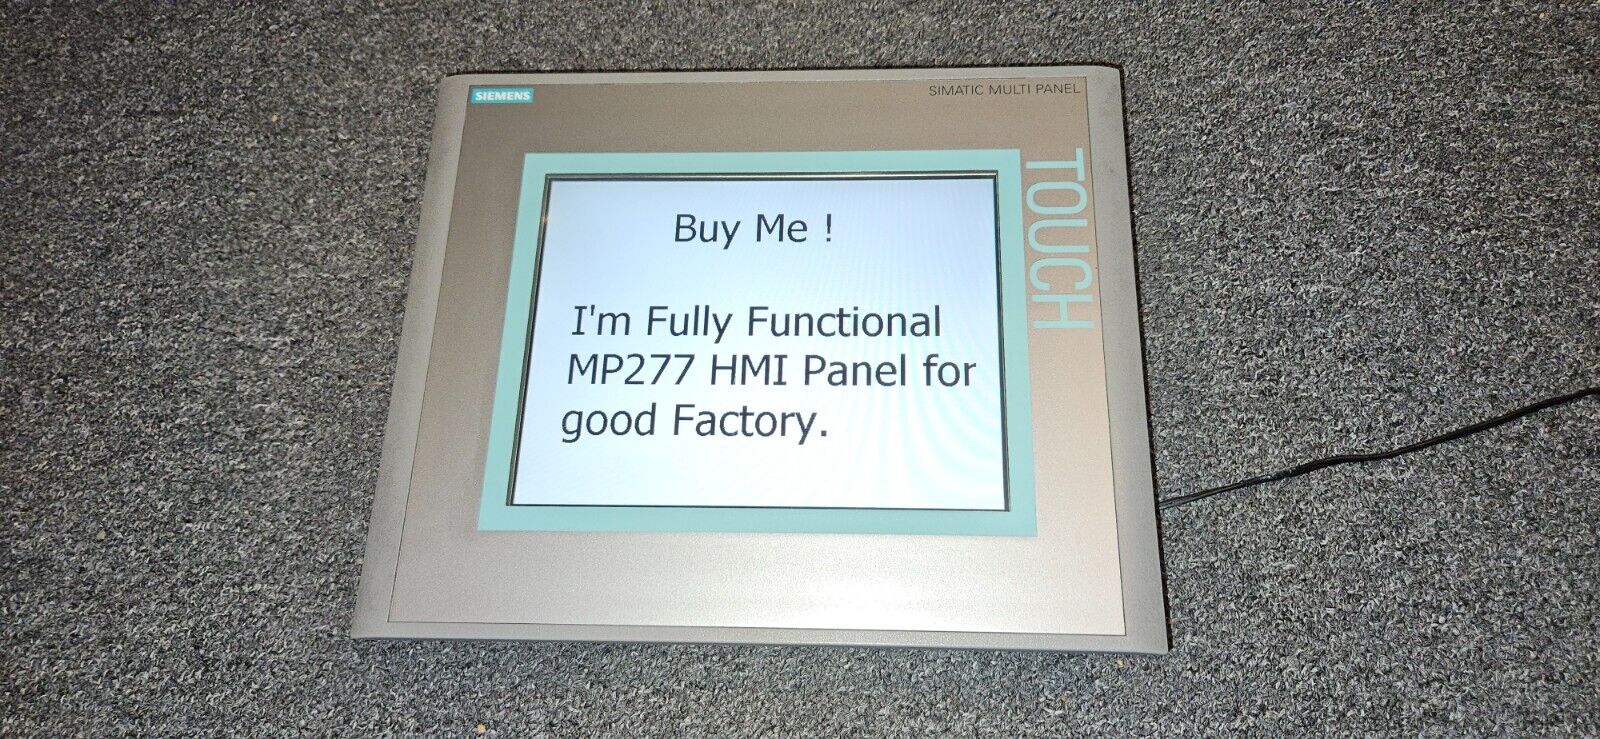 SIEMENS
SIMATIC MULTI PANEL
TOUCH
Buy Me !
I'm Fully Functional
MP277 HMI Panel for
good Factory.